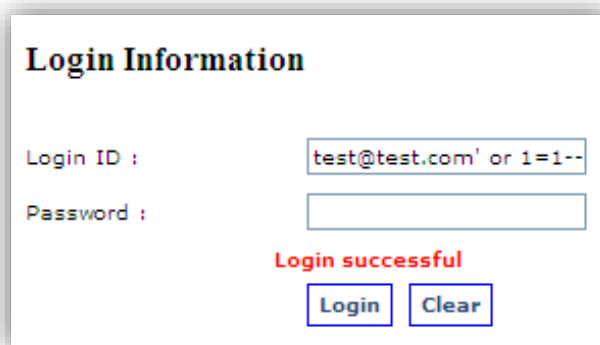 Login Information
Login ID : test@test.com' or 1=1--
Password :
Login successful
Login Clear